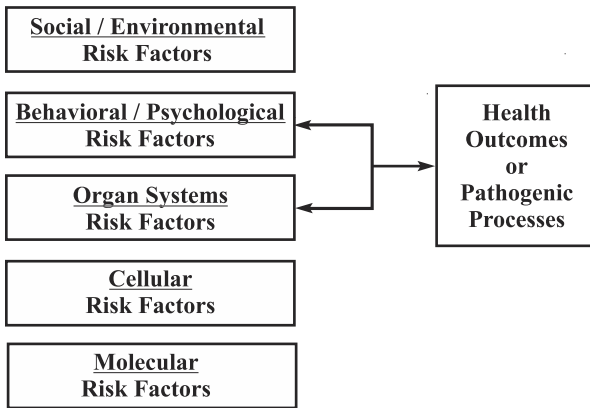 Social / Environmental
Risk Factors
Behavioral / Psychological
Risk Factors
Organ Systems
Risk Factors
Cellular
Risk Factors
Molecular
Risk Factors
Health
Outcomes
or
Pathogenic
Processes